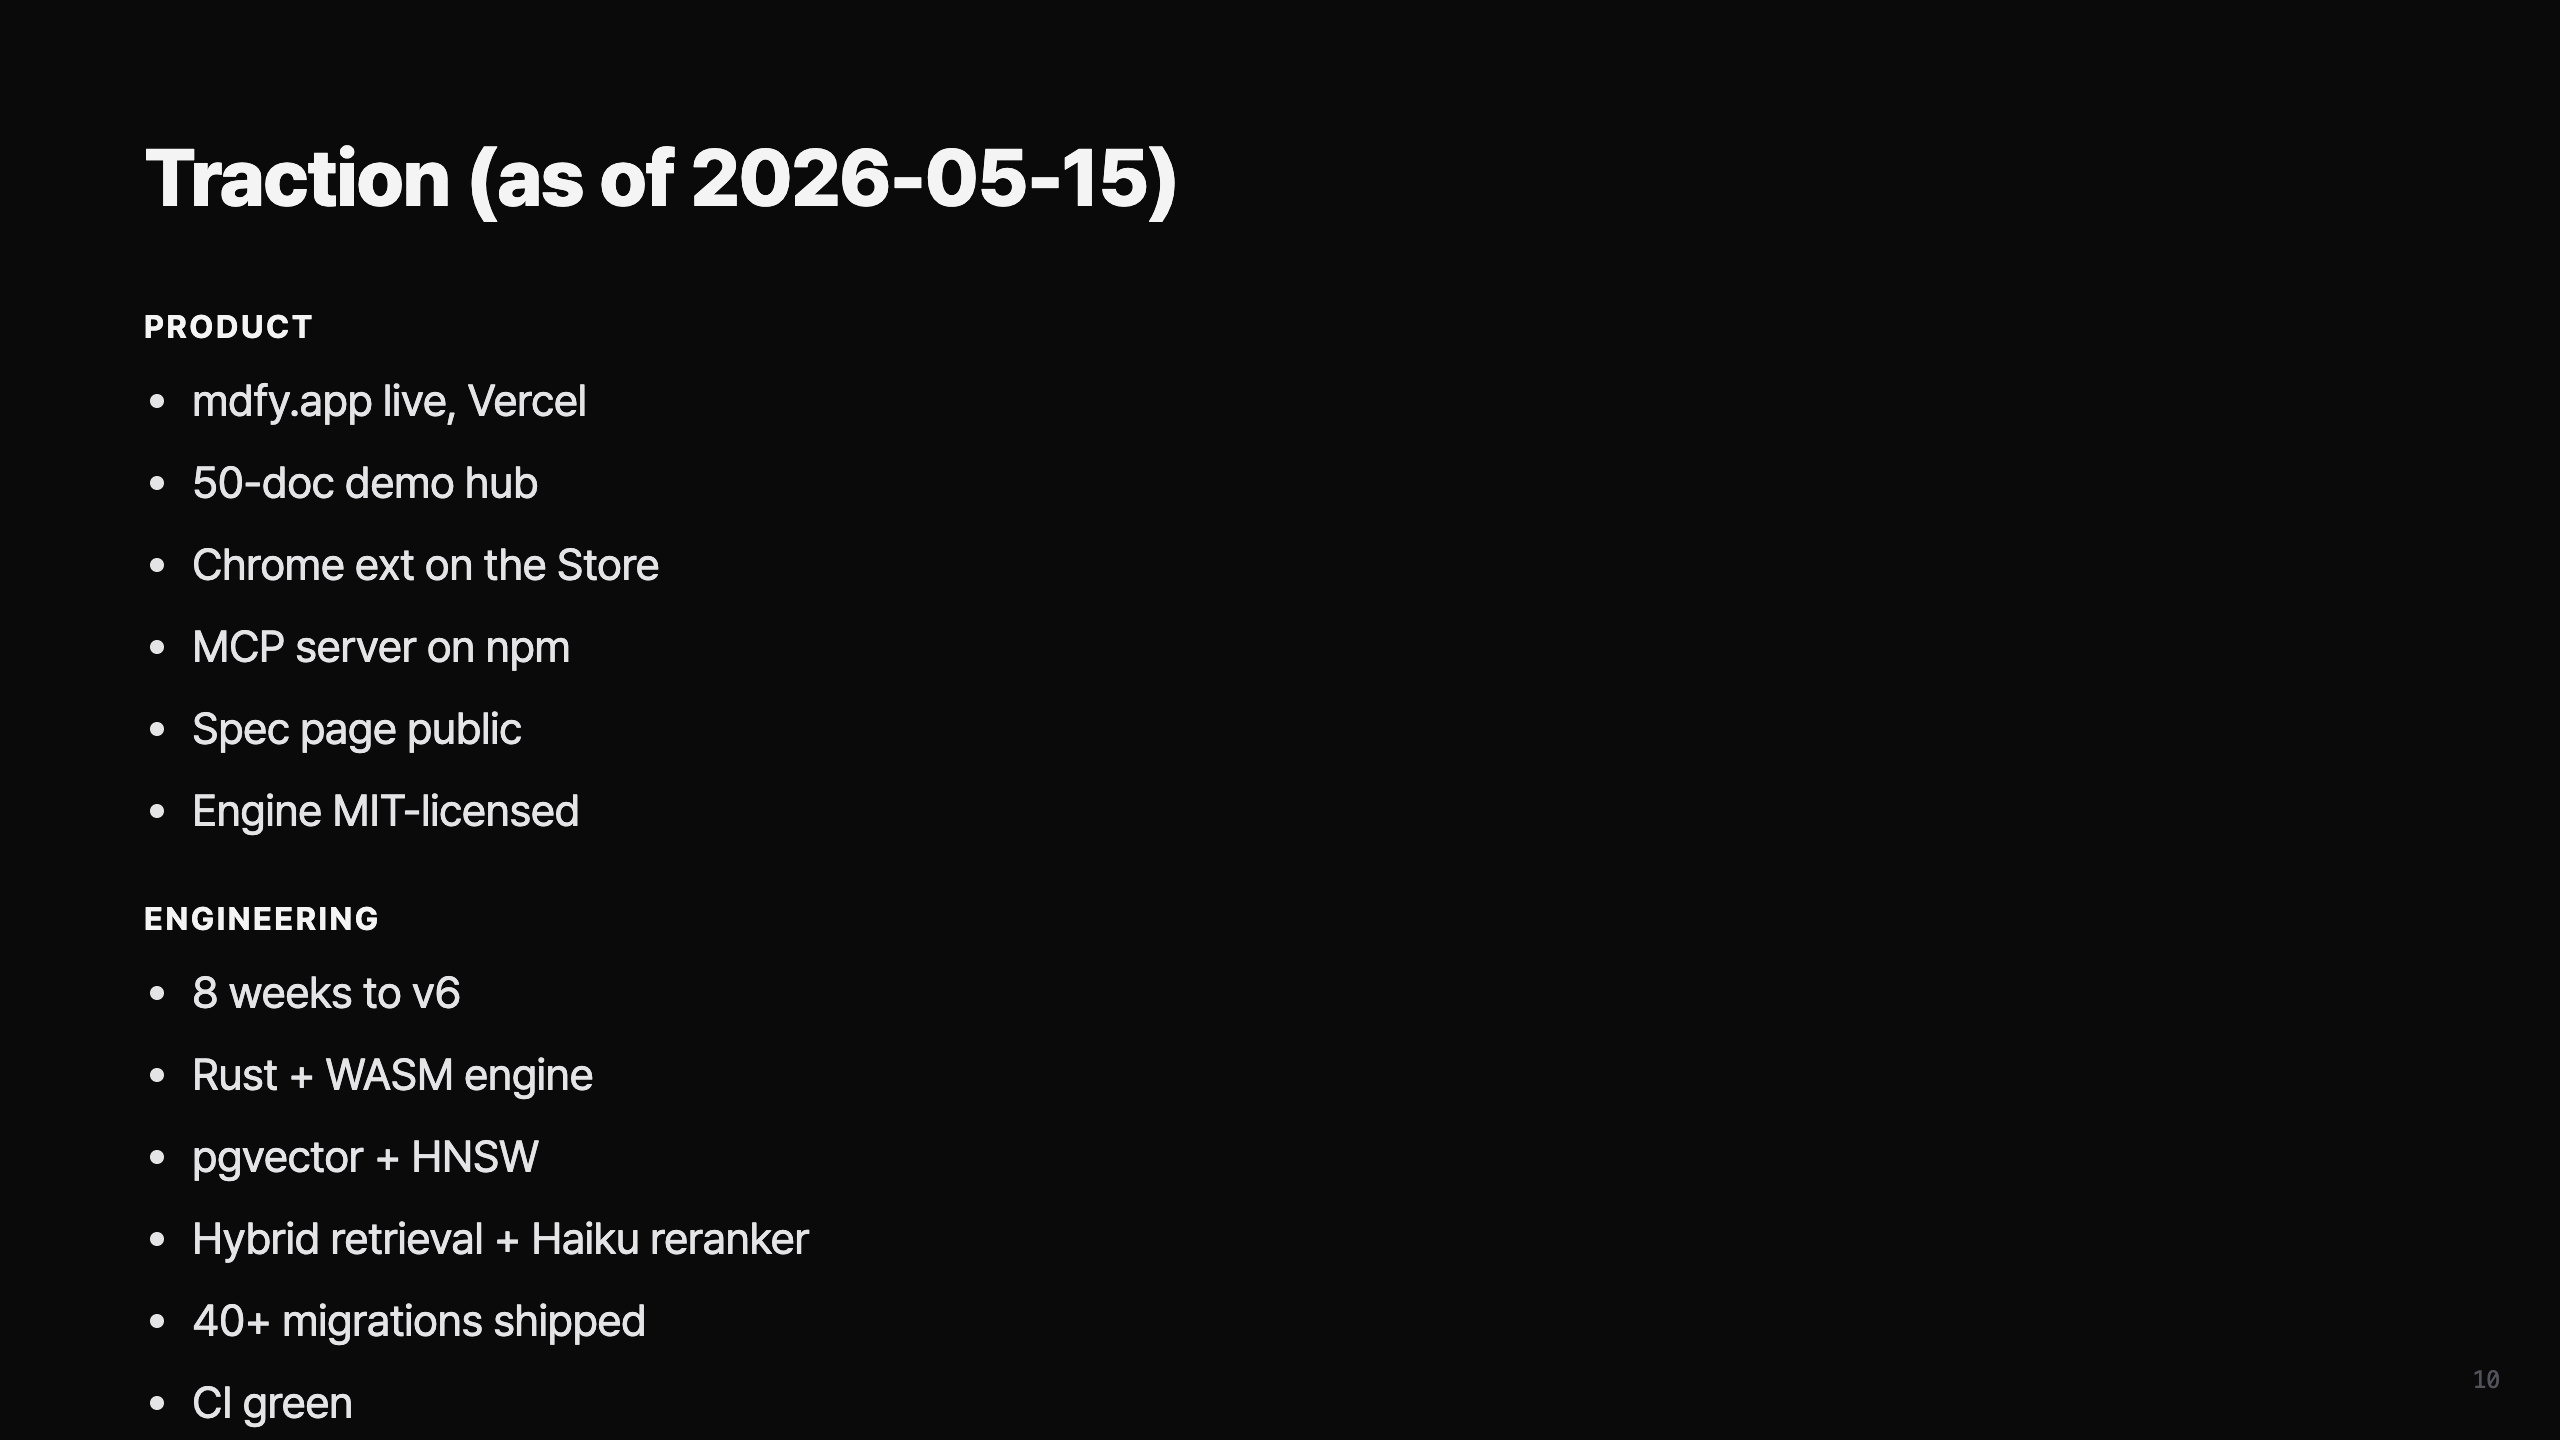 Traction (as of 2026-05-15)
PRODUCT
• mdfy.app live, Vercel
• 50-doc demo hub
• Chrome ext on the Store
• MCP server on npm
• Spec page public
• Engine MIT-licensed
ENGINEERING
• 8 weeks to v6
• Rust + WASM engine
• pgvector + HNSW
• Hybrid retrieval + Haiku reranker
• 40+ migrations shipped
• CI green
10